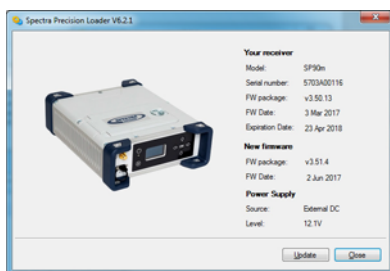 Spectra Precision Loader V6.2.1
Your receiver
Model: SP90m
Serial number: 5703A00116
FW package: v3.50.13
FW Date: 3 Mar 2017
Expiration Date: 23 Apr 2018
New firmware
FW package: v3.51.4
FW Date: 2 Jun 2017
Power Supply
Source: External DC
Level: 12.1V
Update Close